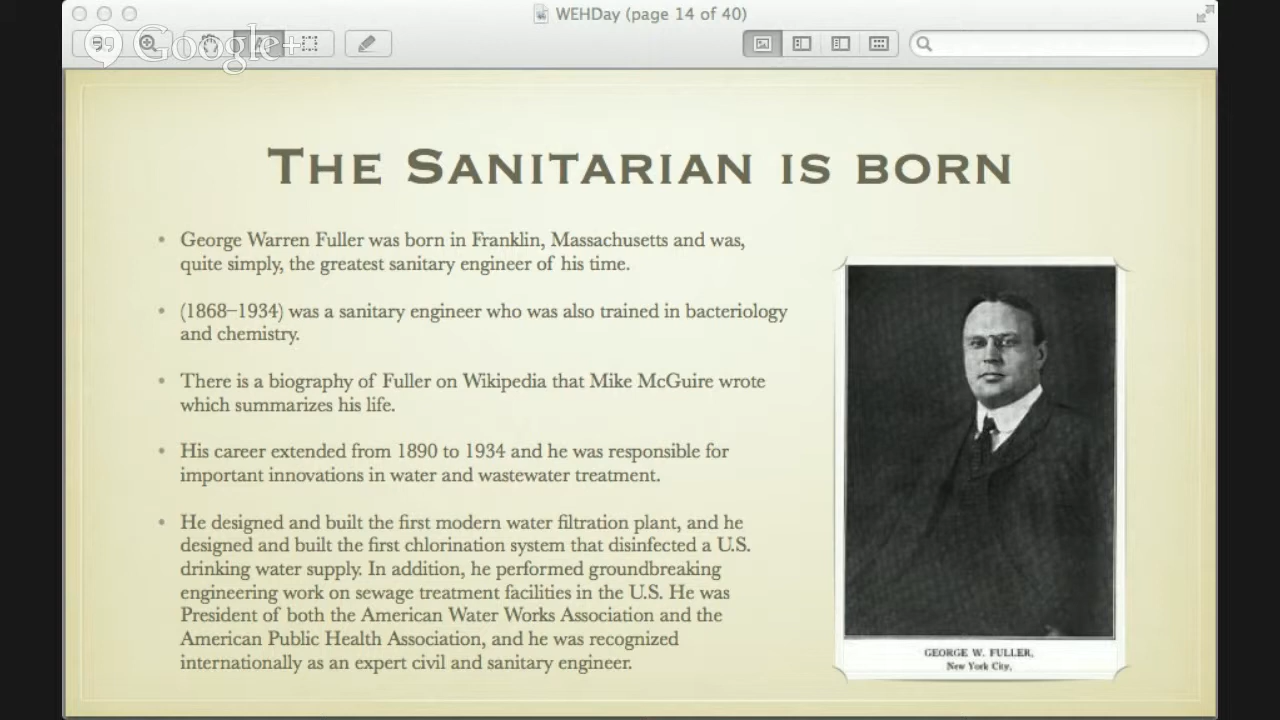 WEHDay (page 14 of 40)
Google+
THE SANITARIAN IS BORN
• George Warren Fuller was born in Franklin, Massachusetts and was,
quite simply, the greatest sanitary engineer of his time.
• (1868–1934) was a sanitary engineer who was also trained in bacteriology
and chemistry.
• There is a biography of Fuller on Wikipedia that Mike McGuire wrote
which summarizes his life.
• His career extended from 1890 to 1934 and he was responsible for
important innovations in water and wastewater treatment.
• He designed and built the first modern water filtration plant, and he
designed and built the first chlorination system that disinfected a U.S.
drinking water supply. In addition, he performed groundbreaking
engineering work on sewage treatment facilities in the U.S. He was
President of both the American Water Works Association and the
American Public Health Association, and he was recognized
internationally as an expert civil and sanitary engineer.
GEORGE W. FULLER,
New York City,